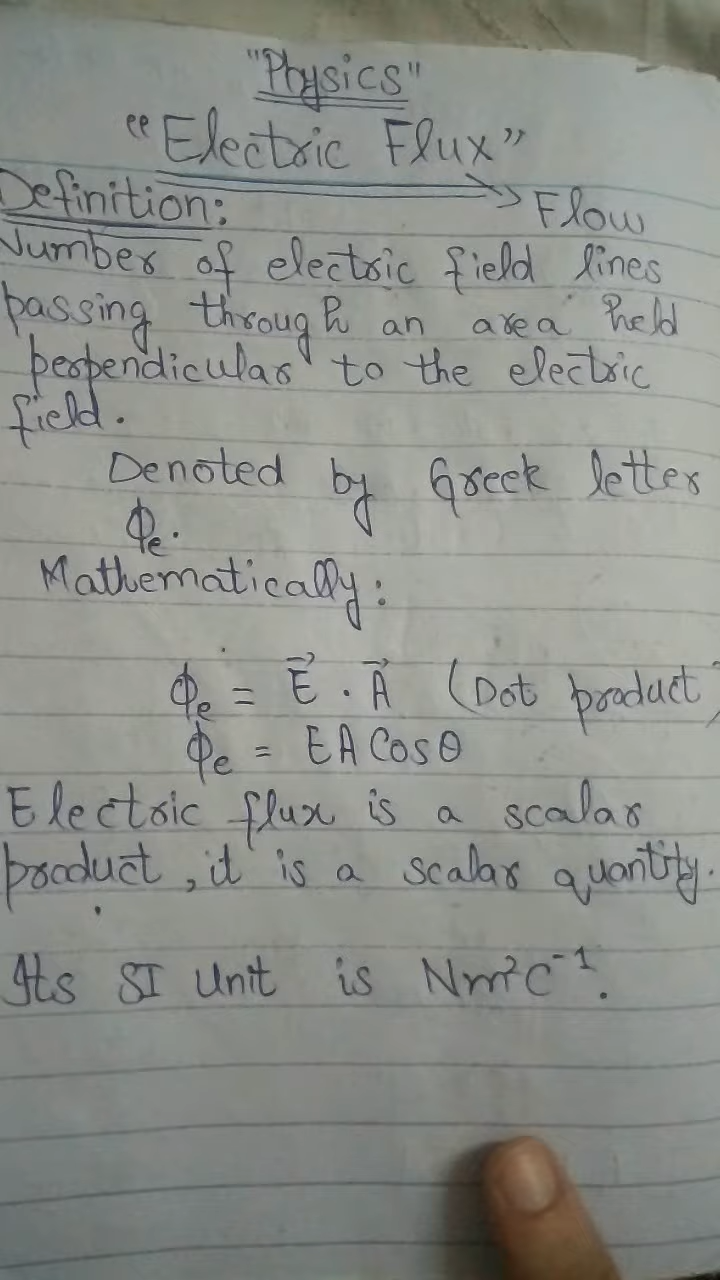 "Physics"
"Electric Flux"
Definition:
Flow
Number of electric field lines
passing through an area held
perpendicular to the electric
field.
Denoted by Greek letter
Φe.
Mathematically:
Φe = E⃗ . A⃗ (Dot product)
Φe = EA Cosθ
Electric flux is a scalar
product, it is a scalar quantity.
Its SI Unit is Nm²C⁻¹.